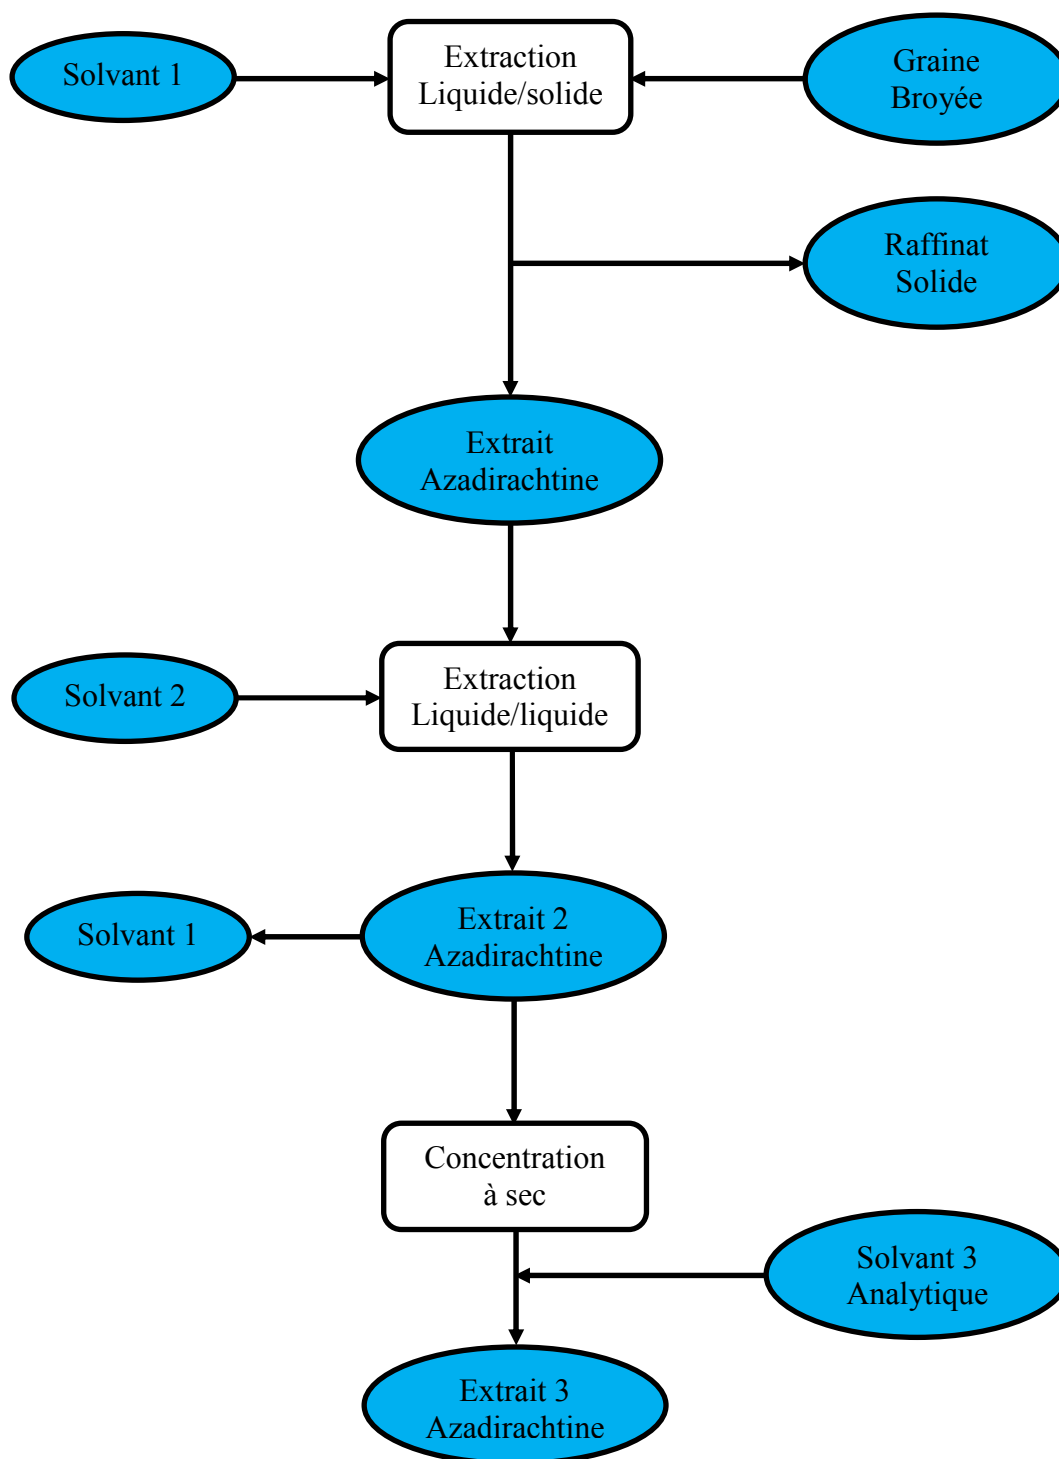 Solvant 1
Extraction
Liquide/solide
Graine
Broyée
Raffinat
Solide
Extrait
Azadirachtine
Solvant 2
Extraction
Liquide/liquide
Solvant 1
Extrait 2
Azadirachtine
Concentration
à sec
Solvant 3
Analytique
Extrait 3
Azadirachtine